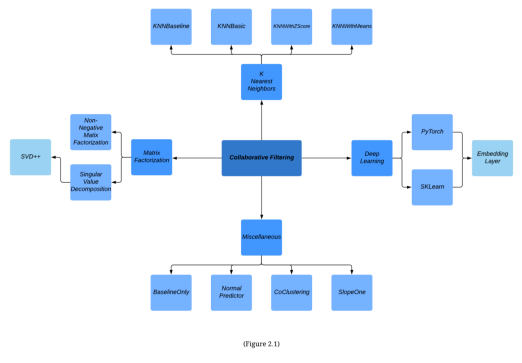 KNNBaseline
KNNBasic
KNNWithZScore
KNNWithMeans
K
Nearest
Neighbors
Non-
Negative
Matix
Factorization
PyTorch
SVD++
Matrix
Factorization
Collaborative Filtering
Deep
Learning
Embedding
Layer
Singular
Value
Decomposition
SKLearn
Miscellaneous
BaselineOnly
Normal
Predictor
CoClustering
SlopeOne
(Figure 2.1)